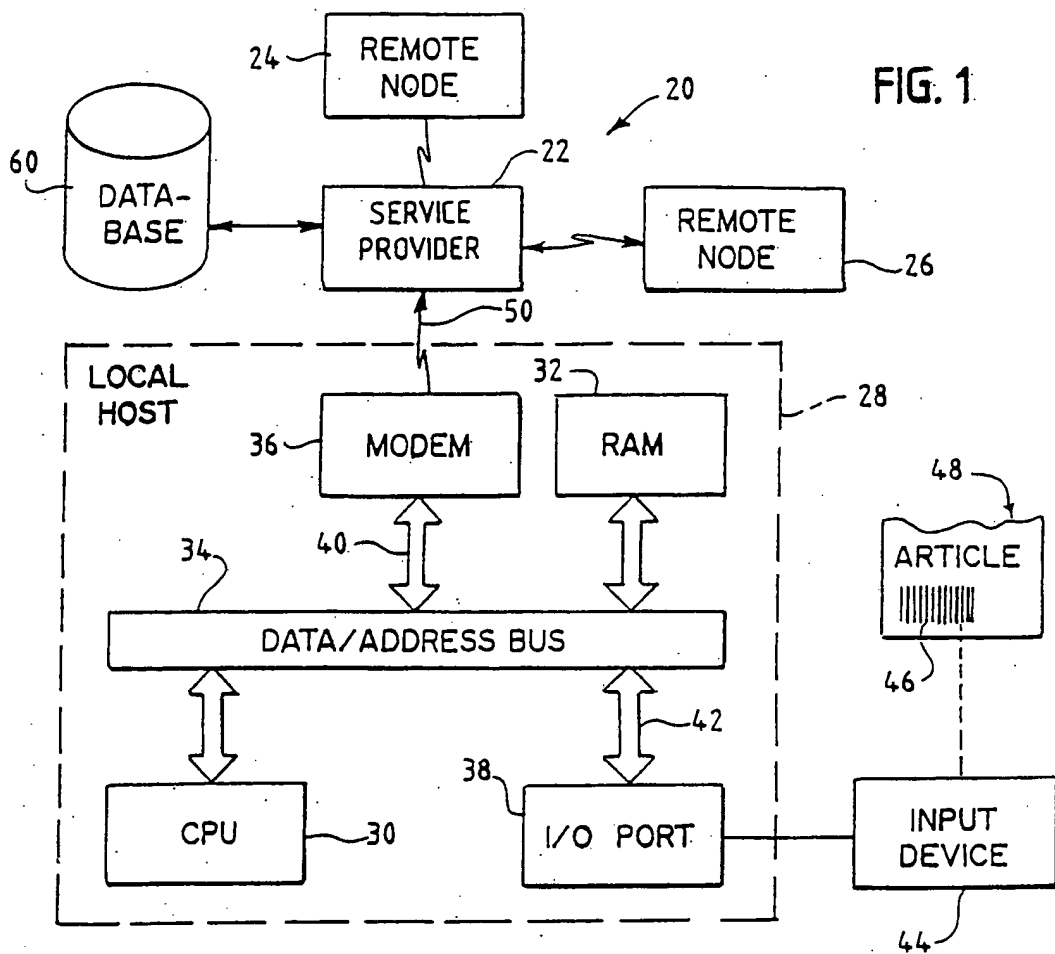 24
REMOTE
NODE
20
FIG. 1
60
DATA-
BASE
22
SERVICE
PROVIDER
REMOTE
NODE
26
50
LOCAL
HOST
28
36
MODEM
32
RAM
48
ARTICLE
46
40
34
DATA/ADDRESS BUS
42
CPU
30
38
I/O PORT
INPUT
DEVICE
44